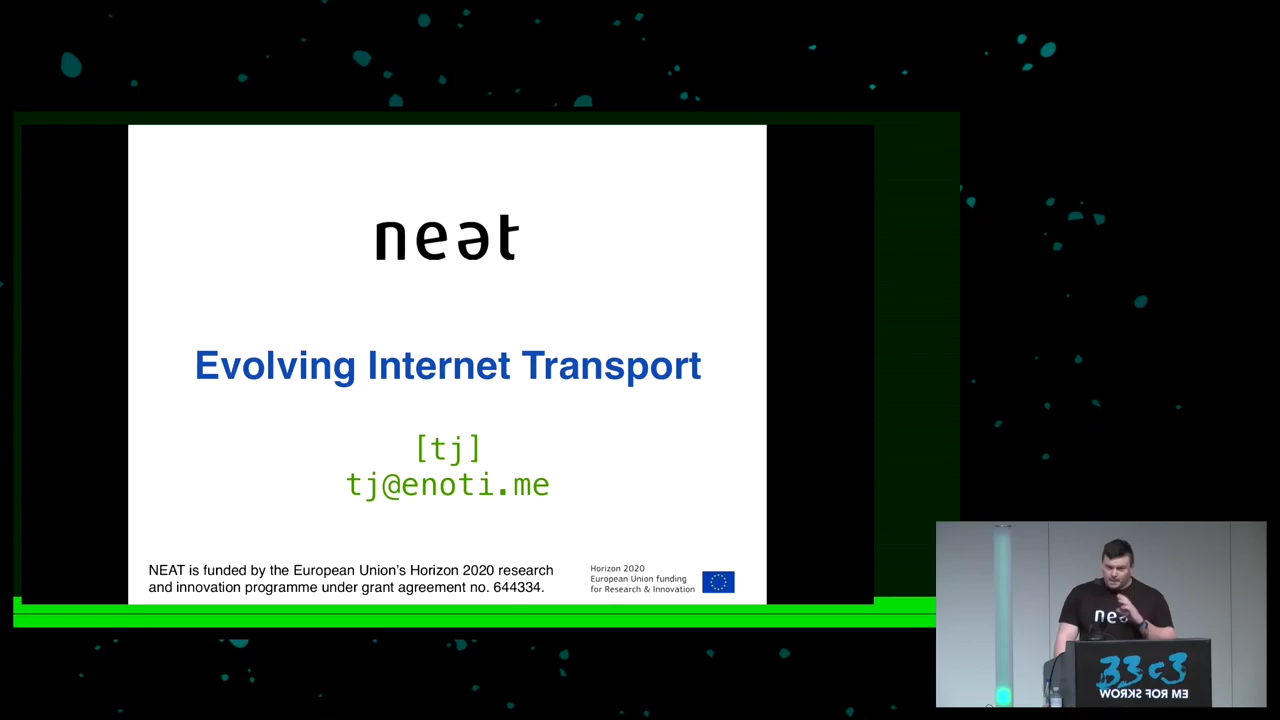 neat
Evolving Internet Transport
[tj]
tj@enoti.me
NEAT is funded by the European Union's Horizon 2020 research
and innovation programme under grant agreement no. 644334.
Horizon 2020
European Union funding
for Research & Innovation
33c3
WORKS FOR ME